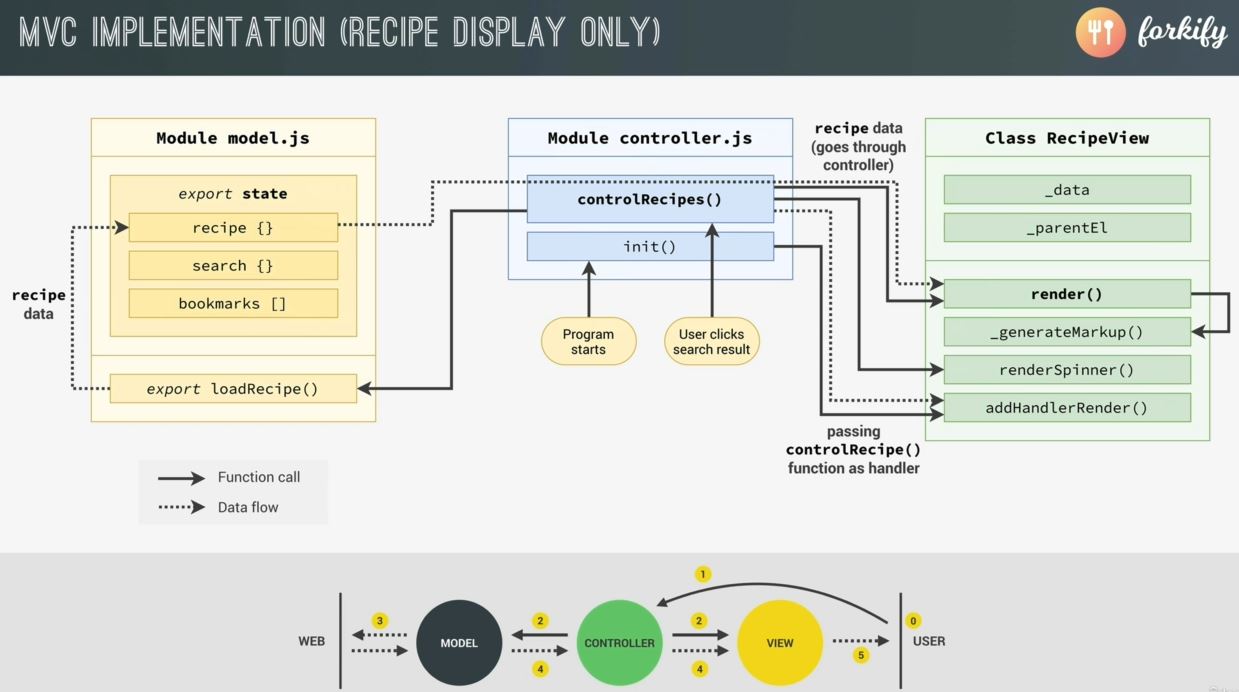 MVC IMPLEMENTATION (RECIPE DISPLAY ONLY)
forkify
Module model.js
export state
recipe {}
search {}
bookmarks []
export loadRecipe()
recipe
data
Module controller.js
controlRecipes()
init()
Program
starts
User clicks
search result
recipe data
(goes through
controller)
Class RecipeView
_data
_parentEl
render()
_generateMarkup()
renderSpinner()
addHandlerRender()
passing
controlRecipe()
function as handler
Function call
Data flow
WEB
3
MODEL
2
4
CONTROLLER
1
2
4
VIEW
5
0
USER